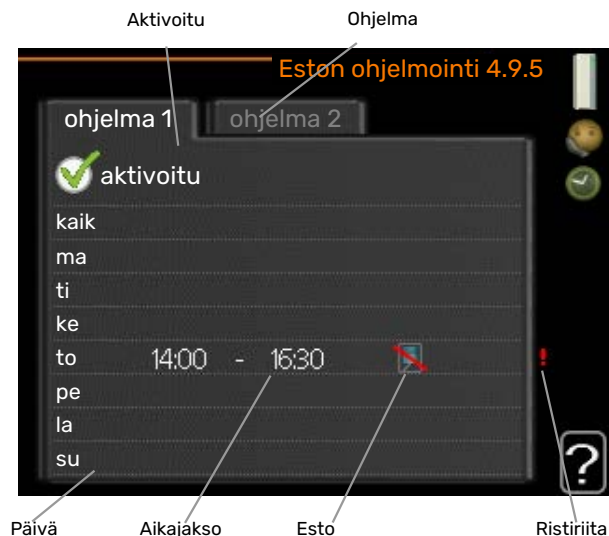 Aktivoitu Ohjelma
Eston ohjelmointi 4.9.5
ohjelma 1 ohjelma 2
aktivoitu
kaik
ma
ti
ke
to 14:00 - 16:30 !
pe
la
su
?
Päivä Aikajakso Esto Ristiriita